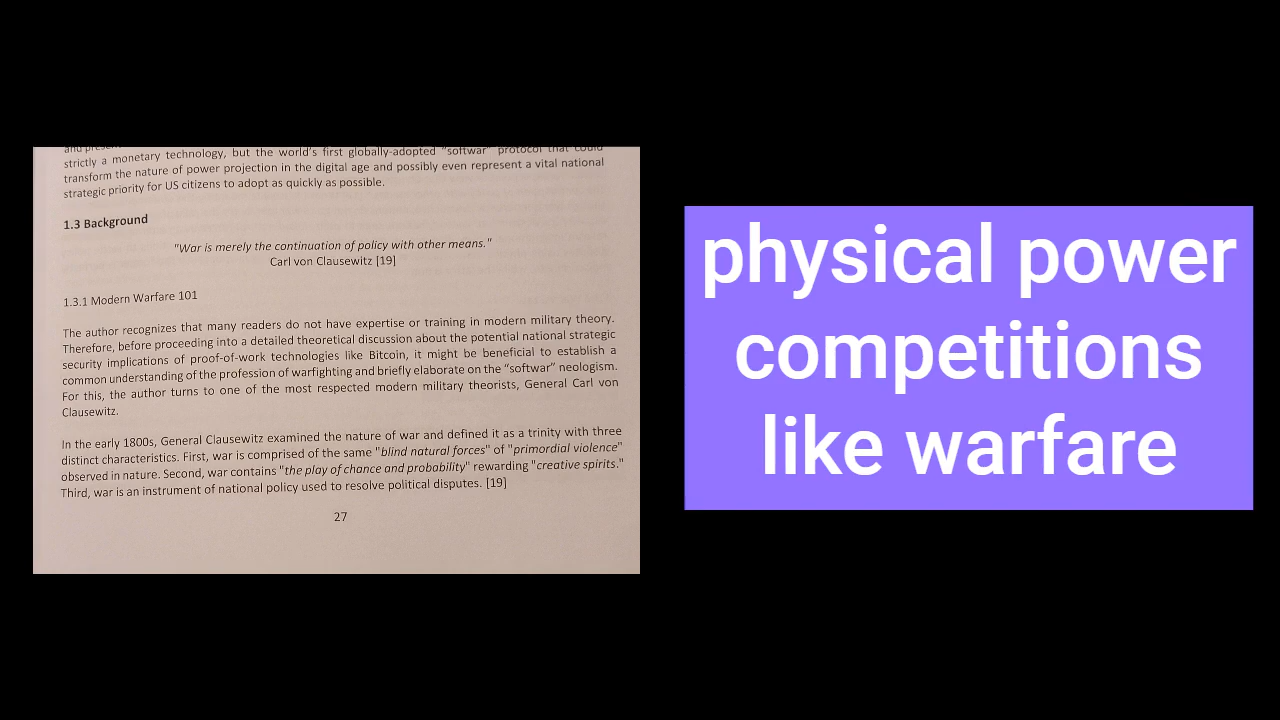 strictly a monetary technology, but the world's first globally-adopted "softwar" protocol that could
transform the nature of power projection in the digital age and possibly even represent a vital national
strategic priority for US citizens to adopt as quickly as possible.
1.3 Background
"War is merely the continuation of policy with other means."
Carl von Clausewitz [19]
1.3.1 Modern Warfare 101
The author recognizes that many readers do not have expertise or training in modern military theory.
Therefore, before proceeding into a detailed theoretical discussion about the potential national strategic
security implications of proof-of-work technologies like Bitcoin, it might be beneficial to establish a
common understanding of the profession of warfighting and briefly elaborate on the "softwar" neologism.
For this, the author turns to one of the most respected modern military theorists, General Carl von
Clausewitz.
In the early 1800s, General Clausewitz examined the nature of war and defined it as a trinity with three
distinct characteristics. First, war is comprised of the same "blind natural forces" of "primordial violence"
observed in nature. Second, war contains "the play of chance and probability" rewarding "creative spirits."
Third, war is an instrument of national policy used to resolve political disputes. [19]
27
physical power
competitions
like warfare